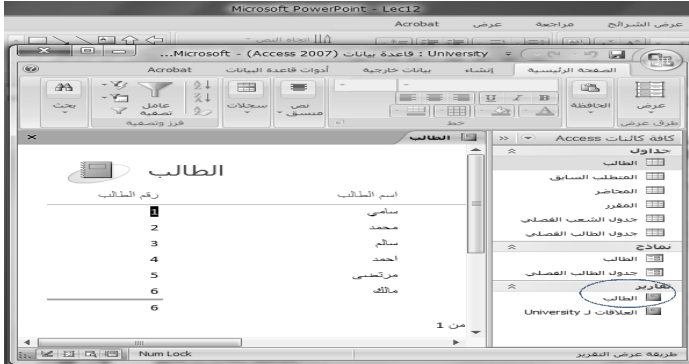 Microsoft PowerPoint - Lec12
عرض الشرائح مراجعة عرض Acrobat
اتجاه النص
University : قاعدة بيانات (Access 2007) - Microsoft...
الصفحة الرئيسية إنشاء بيانات خارجية أدوات قاعدة البيانات Acrobat
عرض الحافظة نص منسق سجلات عامل تصفية بحث
طرق عرض خط فرز وتصفية
كافة كائنات Access
جداول
الطالب
المتطلب السابق
المحاضر
المقرر
جدول الشعب الفصلي
جدول الطالب الفصلي
نماذج
الطالب
جدول الطالب الفصلي
تقارير
الطالب
العلاقات لـ University
الطالب
الطالب
اسم الطالب رقم الطالب
سامي 1
محمد 2
سالم 3
احمد 4
مرتضى 5
مالك 6
6
1 من
طريقة عرض التقرير Num Lock